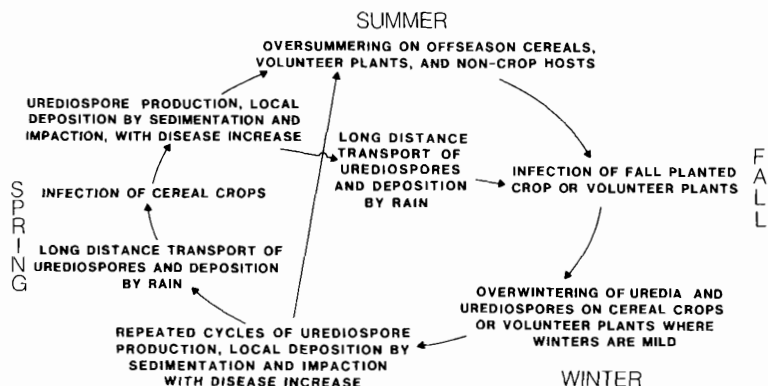 SUMMER
OVERSUMMERING ON OFFSEASON CEREALS,
VOLUNTEER PLANTS, AND NON-CROP HOSTS
UREDIOSPORE PRODUCTION, LOCAL
DEPOSITION BY SEDIMENTATION AND
IMPACTION, WITH DISEASE INCREASE
LONG DISTANCE
TRANSPORT OF
UREDIOSPORES
AND DEPOSITION
BY RAIN
INFECTION OF FALL PLANTED
CROP OR VOLUNTEER PLANTS
FALL
SPRING
INFECTION OF CEREAL CROPS
LONG DISTANCE TRANSPORT OF
UREDIOSPORES AND DEPOSITION
BY RAIN
OVERWINTERING OF UREDIA AND
UREDIOSPORES ON CEREAL CROPS
OR VOLUNTEER PLANTS WHERE
WINTERS ARE MILD
REPEATED CYCLES OF UREDIOSPORE
PRODUCTION, LOCAL DEPOSITION BY
SEDIMENTATION AND IMPACTION
WITH DISEASE INCREASE
WINTER